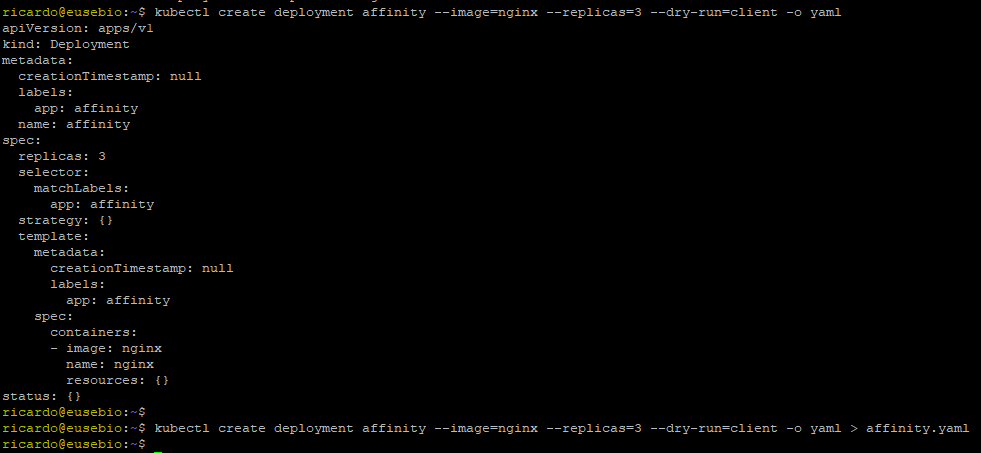 ricardo@eusebio:~$ kubectl create deployment affinity --image=nginx --replicas=3 --dry-run=client -o yaml
apiVersion: apps/v1
kind: Deployment
metadata:
  creationTimestamp: null
  labels:
    app: affinity
  name: affinity
spec:
  replicas: 3
  selector:
    matchLabels:
      app: affinity
  strategy: {}
  template:
    metadata:
      creationTimestamp: null
      labels:
        app: affinity
    spec:
      containers:
      - image: nginx
        name: nginx
        resources: {}
status: {}
ricardo@eusebio:~$
ricardo@eusebio:~$ kubectl create deployment affinity --image=nginx --replicas=3 --dry-run=client -o yaml > affinity.yaml
ricardo@eusebio:~$